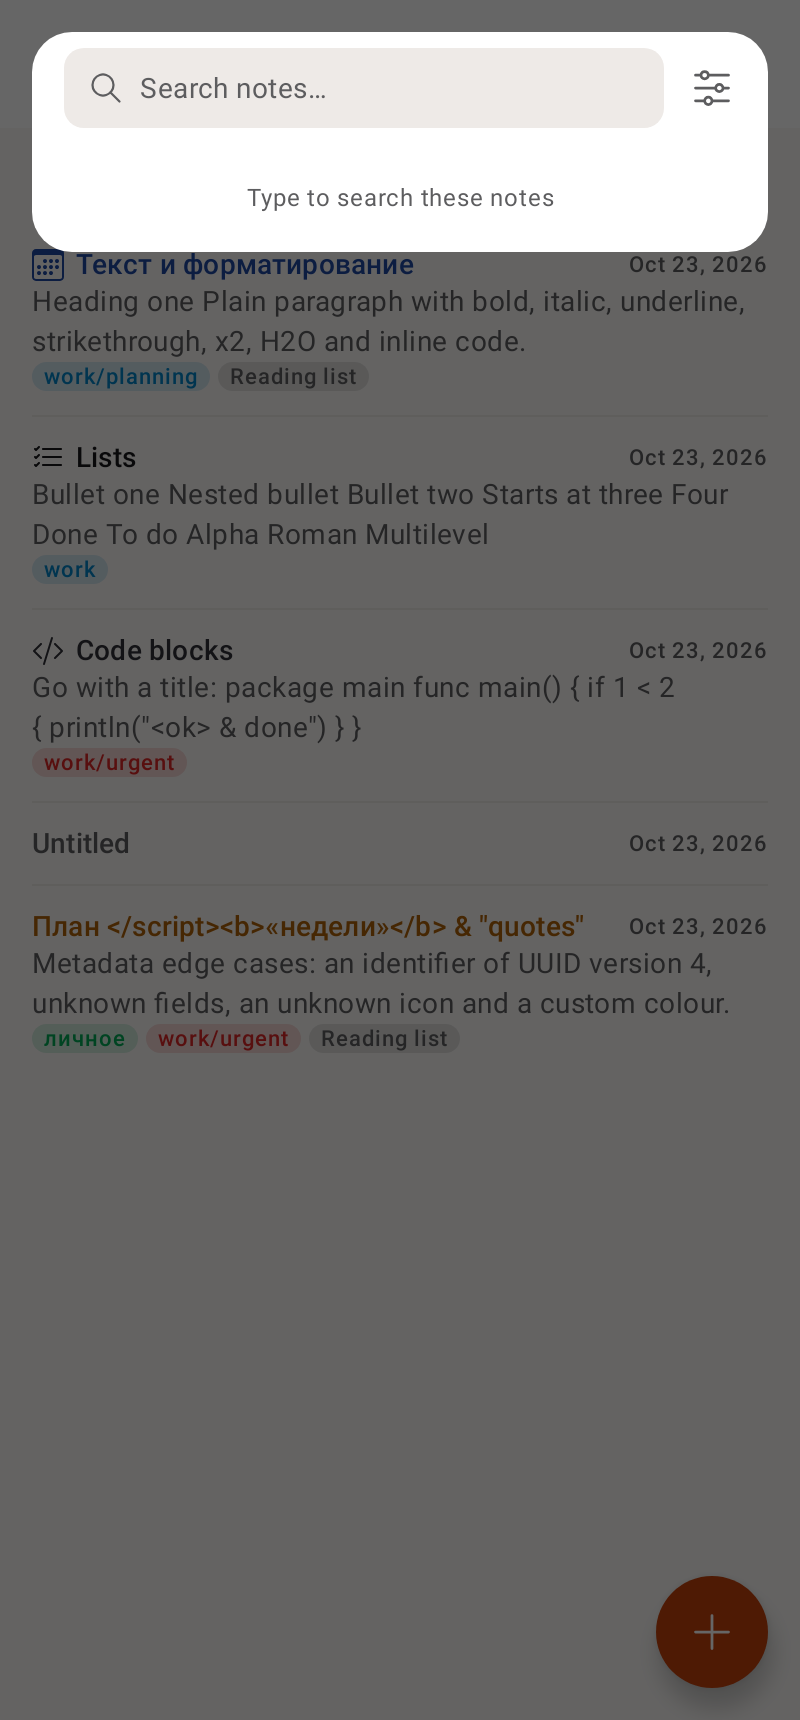 Search notes…
Type to search these notes
Текст и форматирование Oct 23, 2026
Heading one Plain paragraph with bold, italic, underline,
strikethrough, x2, H2O and inline code.
work/planning Reading list
Lists Oct 23, 2026
Bullet one Nested bullet Bullet two Starts at three Four
Done To do Alpha Roman Multilevel
work
Code blocks Oct 23, 2026
Go with a title: package main func main() { if 1 < 2
{ println("<ok> & done") } }
work/urgent
Untitled Oct 23, 2026
План </script><b>«недели»</b> & "quotes" Oct 23, 2026
Metadata edge cases: an identifier of UUID version 4,
unknown fields, an unknown icon and a custom colour.
личное work/urgent Reading list